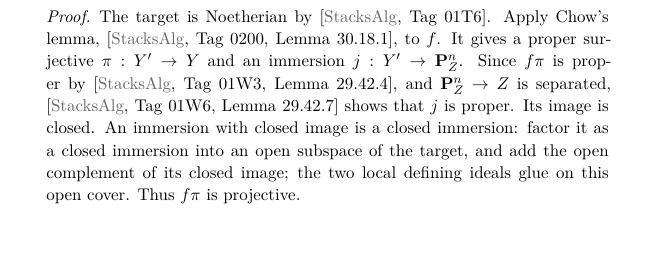 Proof. The target is Noetherian by [StacksAlg, Tag 01T6]. Apply Chow's
lemma, [StacksAlg, Tag 0200, Lemma 30.18.1], to f. It gives a proper sur-
jective π : Y′ → Y and an immersion j : Y′ → P^n_Z. Since fπ is prop-
er by [StacksAlg, Tag 01W3, Lemma 29.42.4], and P^n_Z → Z is separated,
[StacksAlg, Tag 01W6, Lemma 29.42.7] shows that j is proper. Its image is
closed. An immersion with closed image is a closed immersion: factor it as
a closed immersion into an open subspace of the target, and add the open
complement of its closed image; the two local defining ideals glue on this
open cover. Thus fπ is projective.